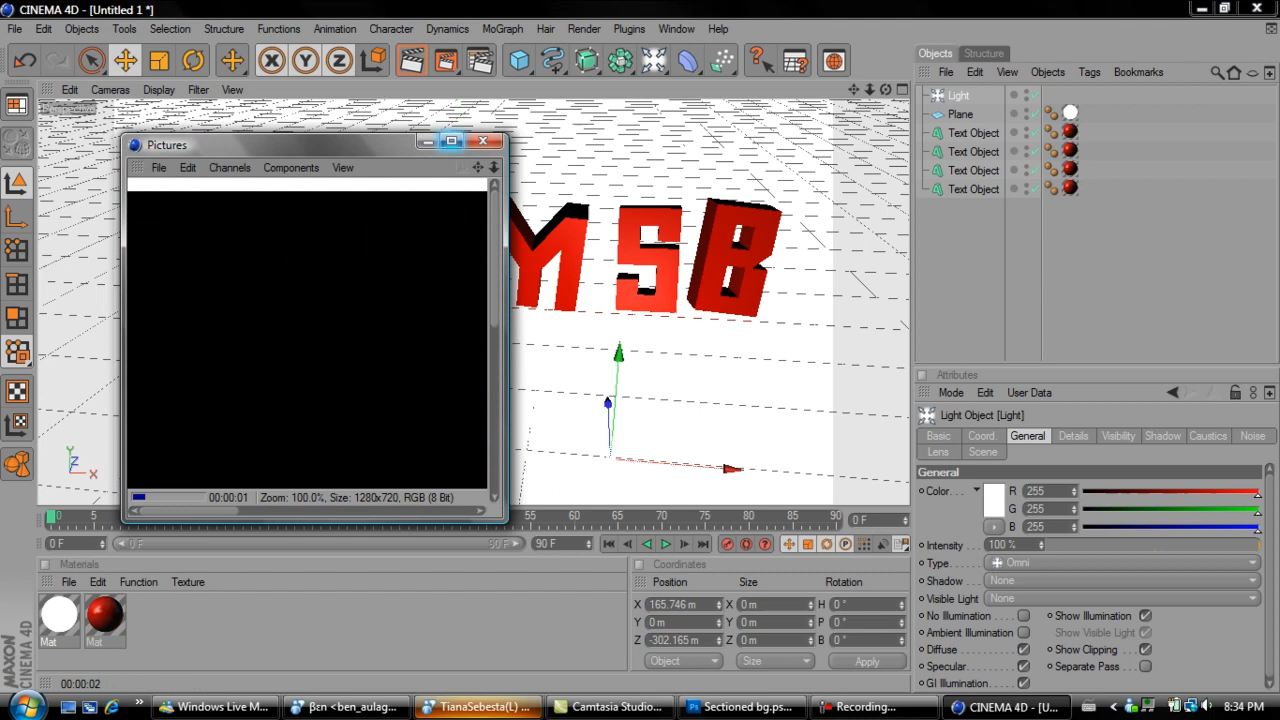 CINEMA 4D - [Untitled 1 *]
File Edit Objects Tools Selection Structure Functions Animation Character Dynamics MoGraph Hair Render Plugins Window Help
X Y Z
Objects Structure
File Edit View Objects Tags Bookmarks
Edit Cameras Display Filter View
Light
Plane
Text Object
Text Object
Text Object
Text Object
Pictures
File Edit Channels Components View
M S B
00:00:01 Zoom: 100.0%, Size: 1280x720, RGB (8 Bit)
Y
Z
X
0 5 55 60 65 70 75 80 85 90 0 F
0 F 0 F 90 F 90 F
Materials
File Edit Function Texture
Mat Mat
Coordinates
Position Size Rotation
X 165.746 m X 0 m H 0 °
Y 0 m Y 0 m P 0 °
Z -302.165 m Z 0 m B 0 °
Object Size Apply
Attributes
Mode Edit User Data
Light Object [Light]
Basic Coord. General Details Visibility Shadow Caustics Noise
Lens Scene
General
Color R 255
G 255
B 255
Intensity 100 %
Type Omni
Shadow None
Visible Light None
No Illumination Show Illumination
Ambient Illumination Show Visible Light
Diffuse Show Clipping
Specular Separate Pass
GI Illumination
MAXON
CINEMA 4D
00:00:02
Windows Live M... βεn <ben_aulag... TianaSebesta(L) ... Camtasia Studio... Sectioned bg.ps... Recording... CINEMA 4D - [U... 8:34 PM